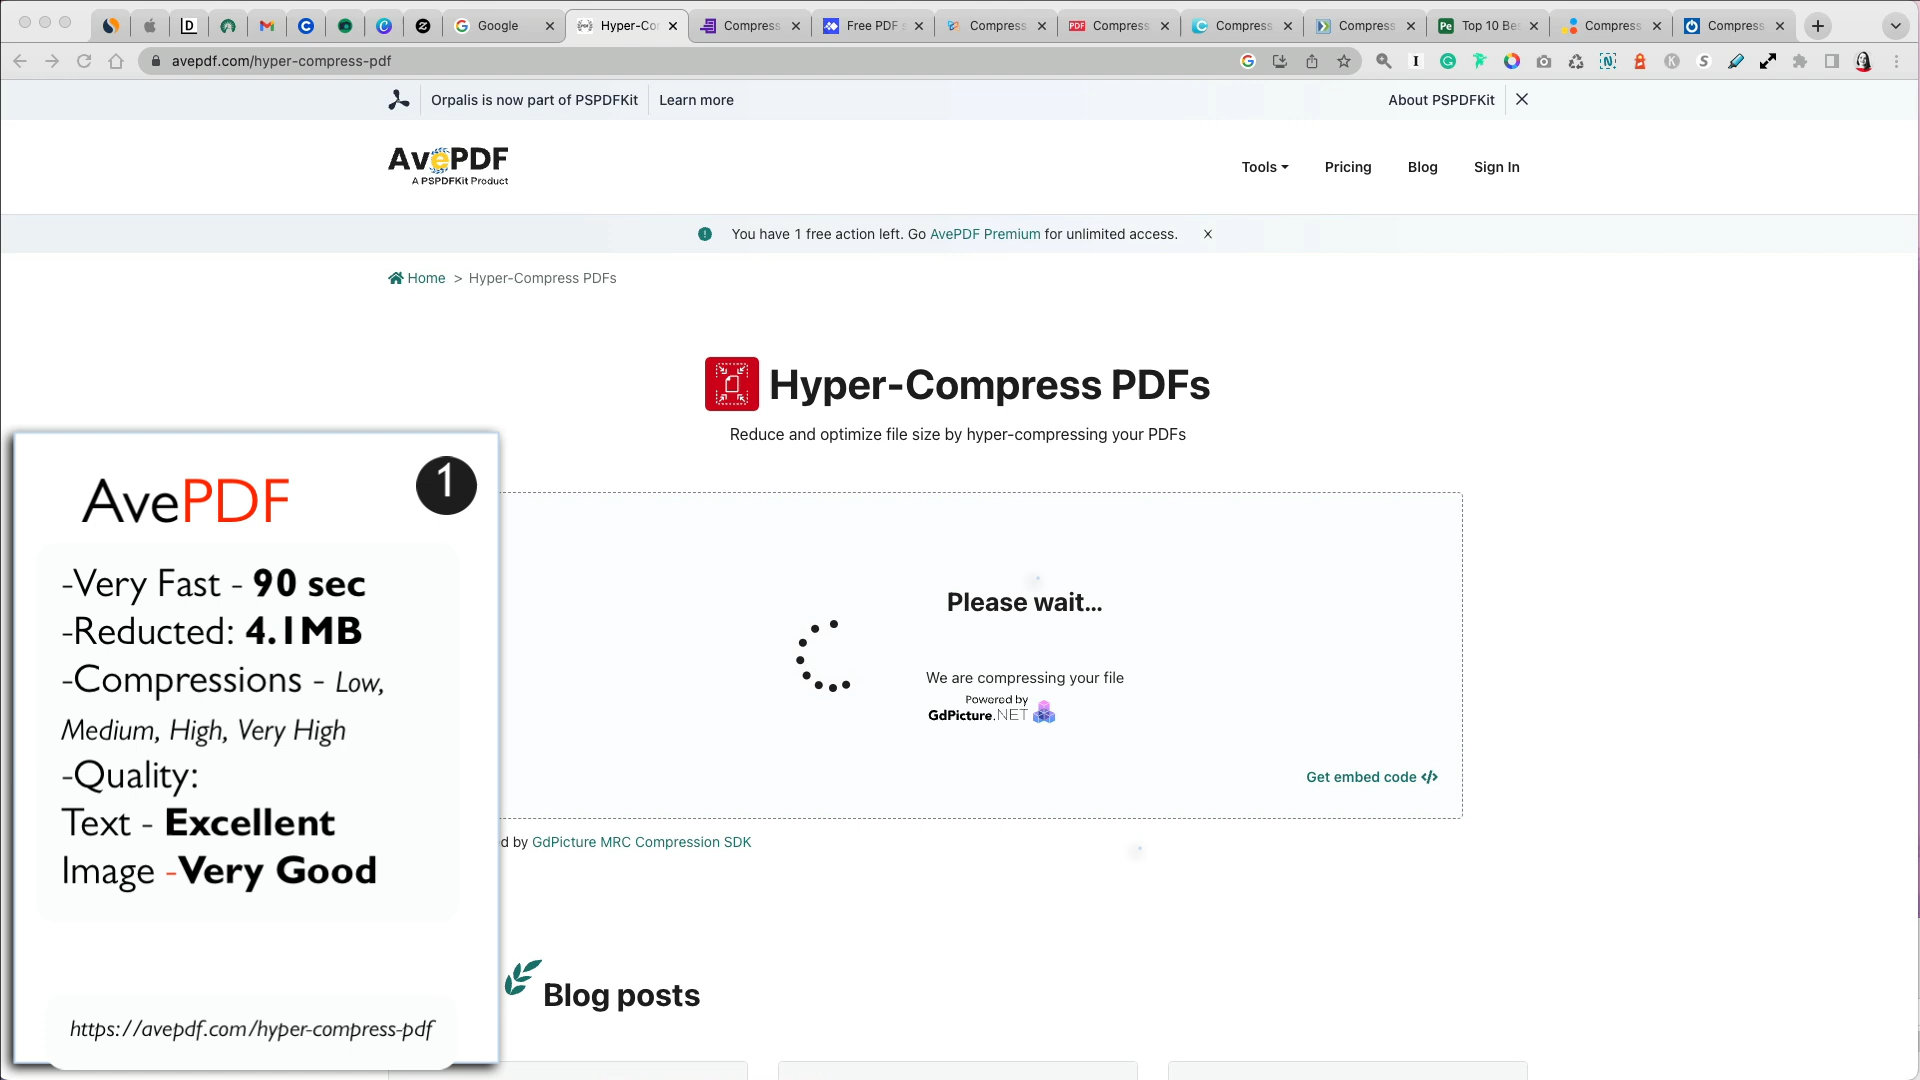 Google
Hyper-Co
Compress
Free PDF
Compress
Compress
Compress
Compress
Top 10 Be
Compress
Compress
avepdf.com/hyper-compress-pdf
Orpalis is now part of PSPDFKit
Learn more
About PSPDFKit
AvePDF
A PSPDFKit Product
Tools
Pricing
Blog
Sign In
You have 1 free action left. Go AvePDF Premium for unlimited access.
Home > Hyper-Compress PDFs
Hyper-Compress PDFs
Reduce and optimize file size by hyper-compressing your PDFs
AvePDF
1
-Very Fast - 90 sec
-Reducted: 4.1MB
-Compressions - Low,
Medium, High, Very High
-Quality:
Text - Excellent
Image -Very Good
https://avepdf.com/hyper-compress-pdf
Please wait...
We are compressing your file
Powered by
GdPicture.NET
Get embed code </>
d by GdPicture MRC Compression SDK
Blog posts